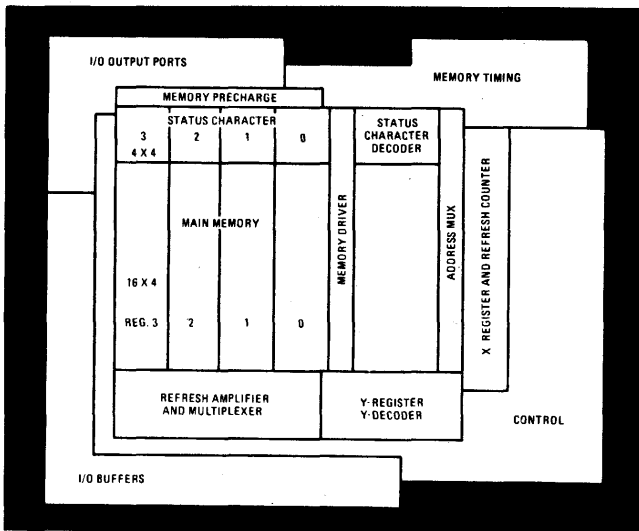 I/O OUTPUT PORTS
MEMORY TIMING
MEMORY PRECHARGE
STATUS CHARACTER
3 2 1 0
4 X 4
STATUS
CHARACTER
DECODER
MAIN MEMORY
MEMORY DRIVER
ADDRESS MUX
X REGISTER AND REFRESH COUNTER
16 X 4
REG. 3 2 1 0
REFRESH AMPLIFIER
AND MULTIPLEXER
Y-REGISTER
Y-DECODER
CONTROL
I/O BUFFERS